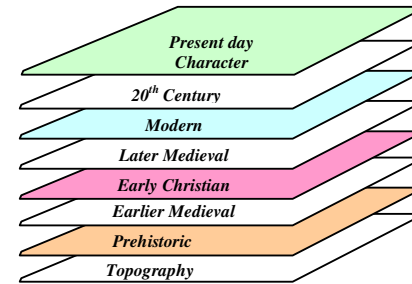 Present day
Character
20th Century
Modern
Later Medieval
Early Christian
Earlier Medieval
Prehistoric
Topography